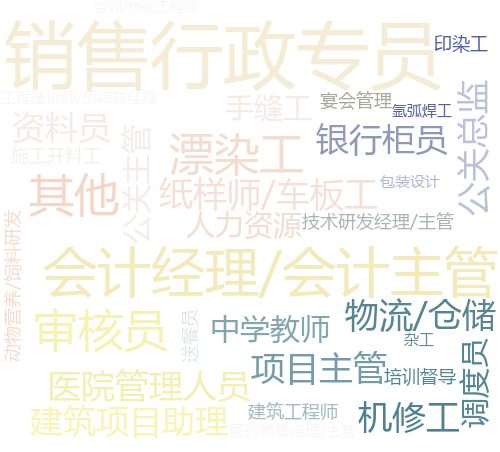 空调/热能工程师
销售行政专员
印染工
工程造价师/预结算经理
宴会管理
手缝工
氩弧焊工
公关总监
资料员
银行柜员
公关主管
漂染工
施工开料工
其他
纸样师/车板工
包装设计
人力资源
技术研发经理/主管
动物营养/饲料研发
会计经理/会计主管
物流/仓储
审核员
送餐员
中学教师
杂工
调度员
项目主管
培训督导
医院管理人员
建筑项目助理
建筑工程师
机修工
医药销售经理/主管